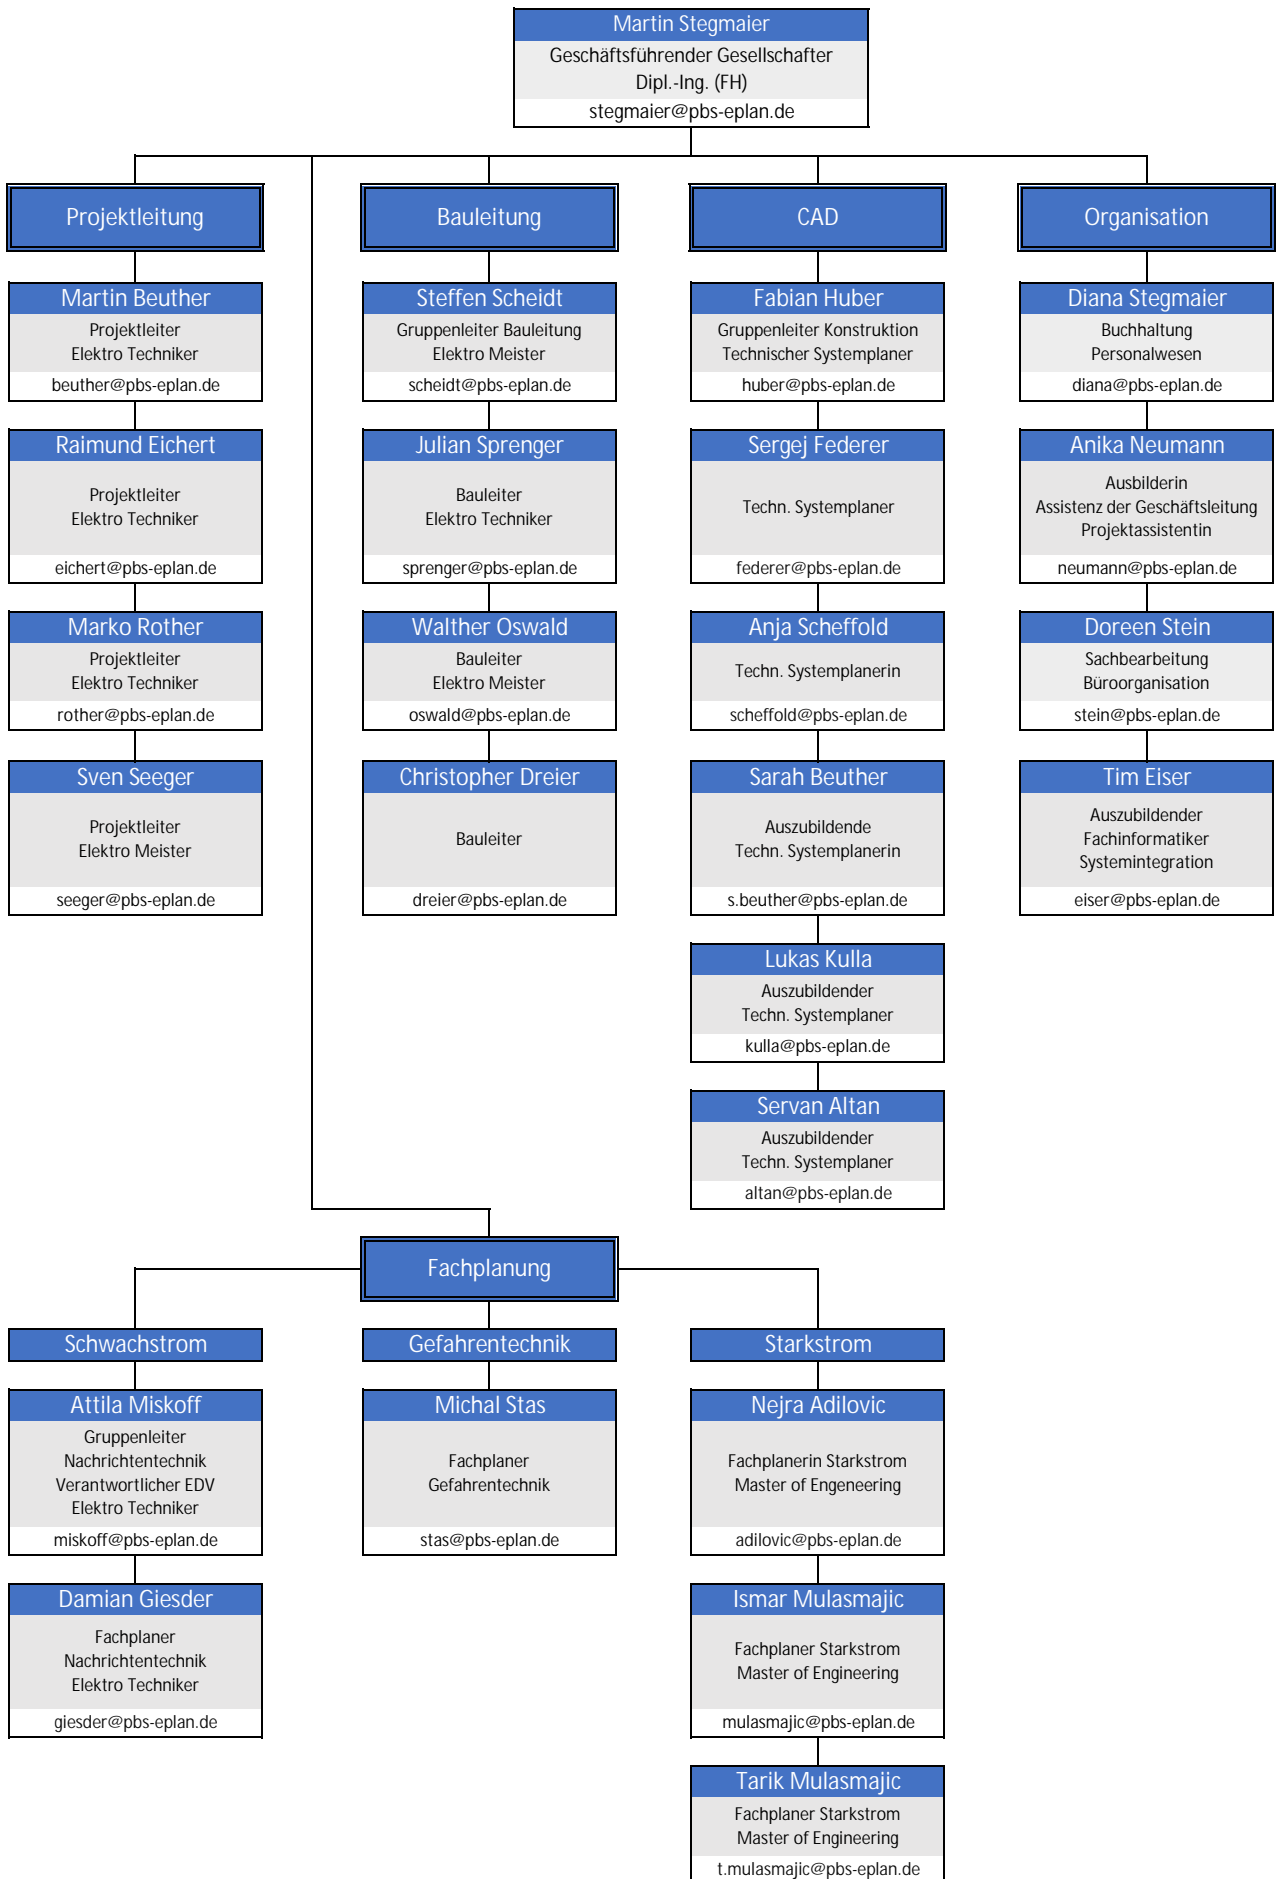 Martin Stegmaier
Geschäftsführender Gesellschafter
Dipl.-Ing. (FH)
stegmaier@pbs-eplan.de
Projektleitung
Martin Beuther
Projektleiter
Elektro Techniker
beuther@pbs-eplan.de
Raimund Eichert
Projektleiter
Elektro Techniker
eichert@pbs-eplan.de
Marko Rother
Projektleiter
Elektro Techniker
rother@pbs-eplan.de
Sven Seeger
Projektleiter
Elektro Meister
seeger@pbs-eplan.de
Bauleitung
Steffen Scheidt
Gruppenleiter Bauleitung
Elektro Meister
scheidt@pbs-eplan.de
Julian Sprenger
Bauleiter
Elektro Techniker
sprenger@pbs-eplan.de
Walther Oswald
Bauleiter
Elektro Meister
oswald@pbs-eplan.de
Christopher Dreier
Bauleiter
dreier@pbs-eplan.de
CAD
Fabian Huber
Gruppenleiter Konstruktion
Technischer Systemplaner
huber@pbs-eplan.de
Sergej Federer
Techn. Systemplaner
federer@pbs-eplan.de
Anja Scheffold
Techn. Systemplanerin
scheffold@pbs-eplan.de
Sarah Beuther
Auszubildende
Techn. Systemplanerin
s.beuther@pbs-eplan.de
Lukas Kulla
Auszubildender
Techn. Systemplaner
kulla@pbs-eplan.de
Servan Altan
Auszubildender
Techn. Systemplaner
altan@pbs-eplan.de
Organisation
Diana Stegmaier
Buchhaltung
Personalwesen
diana@pbs-eplan.de
Anika Neumann
Ausbilderin
Assistenz der Geschäftsleitung
Projektassistentin
neumann@pbs-eplan.de
Doreen Stein
Sachbearbeitung
Büroorganisation
stein@pbs-eplan.de
Tim Eiser
Auszubildender
Fachinformatiker
Systemintegration
eiser@pbs-eplan.de
Fachplanung
Schwachstrom
Attila Miskoff
Gruppenleiter
Nachrichtentechnik
Verantwortlicher EDV
Elektro Techniker
miskoff@pbs-eplan.de
Damian Giesder
Fachplaner
Nachrichtentechnik
Elektro Techniker
giesder@pbs-eplan.de
Gefahrentechnik
Michal Stas
Fachplaner
Gefahrentechnik
stas@pbs-eplan.de
Starkstrom
Nejra Adilovic
Fachplanerin Starkstrom
Master of Engeneering
adilovic@pbs-eplan.de
Ismar Mulasmajic
Fachplaner Starkstrom
Master of Engineering
mulasmajic@pbs-eplan.de
Tarik Mulasmajic
Fachplaner Starkstrom
Master of Engineering
t.mulasmajic@pbs-eplan.de